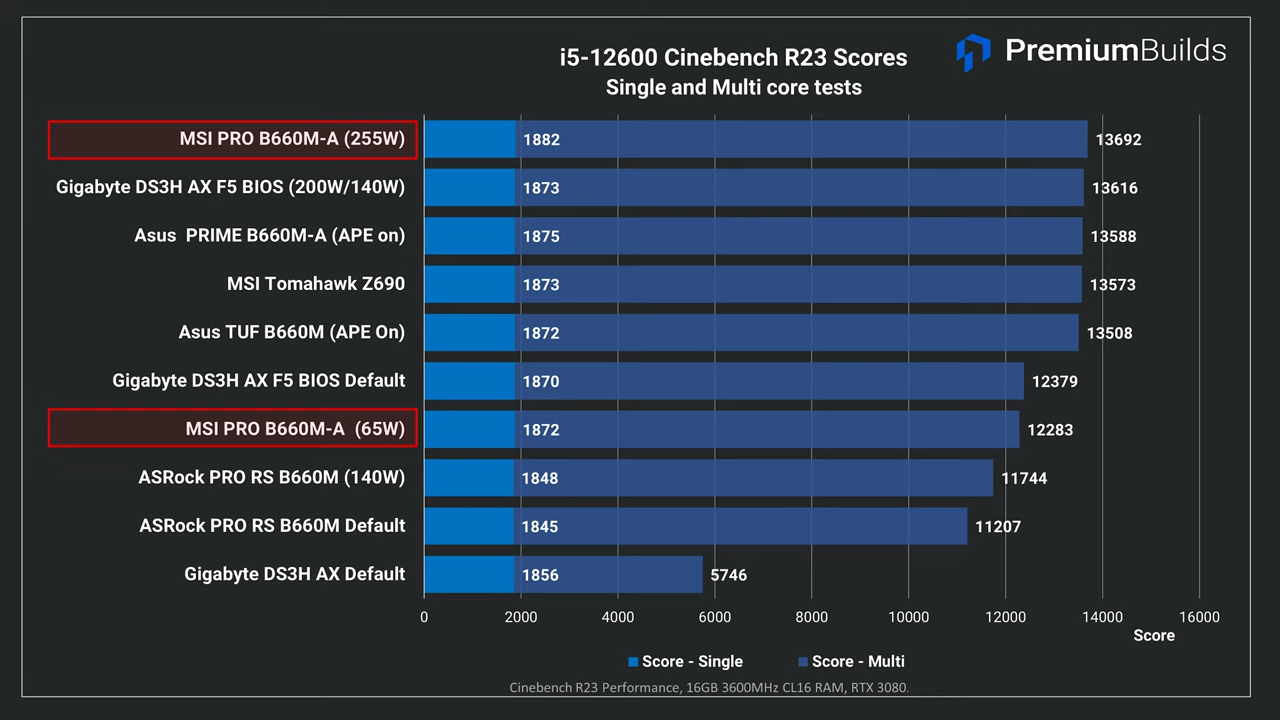 i5-12600 Cinebench R23 Scores
Single and Multi core tests
PremiumBuilds
MSI PRO B660M-A (255W) 1882 13692
Gigabyte DS3H AX F5 BIOS (200W/140W) 1873 13616
Asus PRIME B660M-A (APE on) 1875 13588
MSI Tomahawk Z690 1873 13573
Asus TUF B660M (APE On) 1872 13508
Gigabyte DS3H AX F5 BIOS Default 1870 12379
MSI PRO B660M-A (65W) 1872 12283
ASRock PRO RS B660M (140W) 1848 11744
ASRock PRO RS B660M Default 1845 11207
Gigabyte DS3H AX Default 1856 5746
0 2000 4000 6000 8000 10000 12000 14000 16000
Score
Score - Single Score - Multi
Cinebench R23 Performance, 16GB 3600MHz CL16 RAM, RTX 3080.